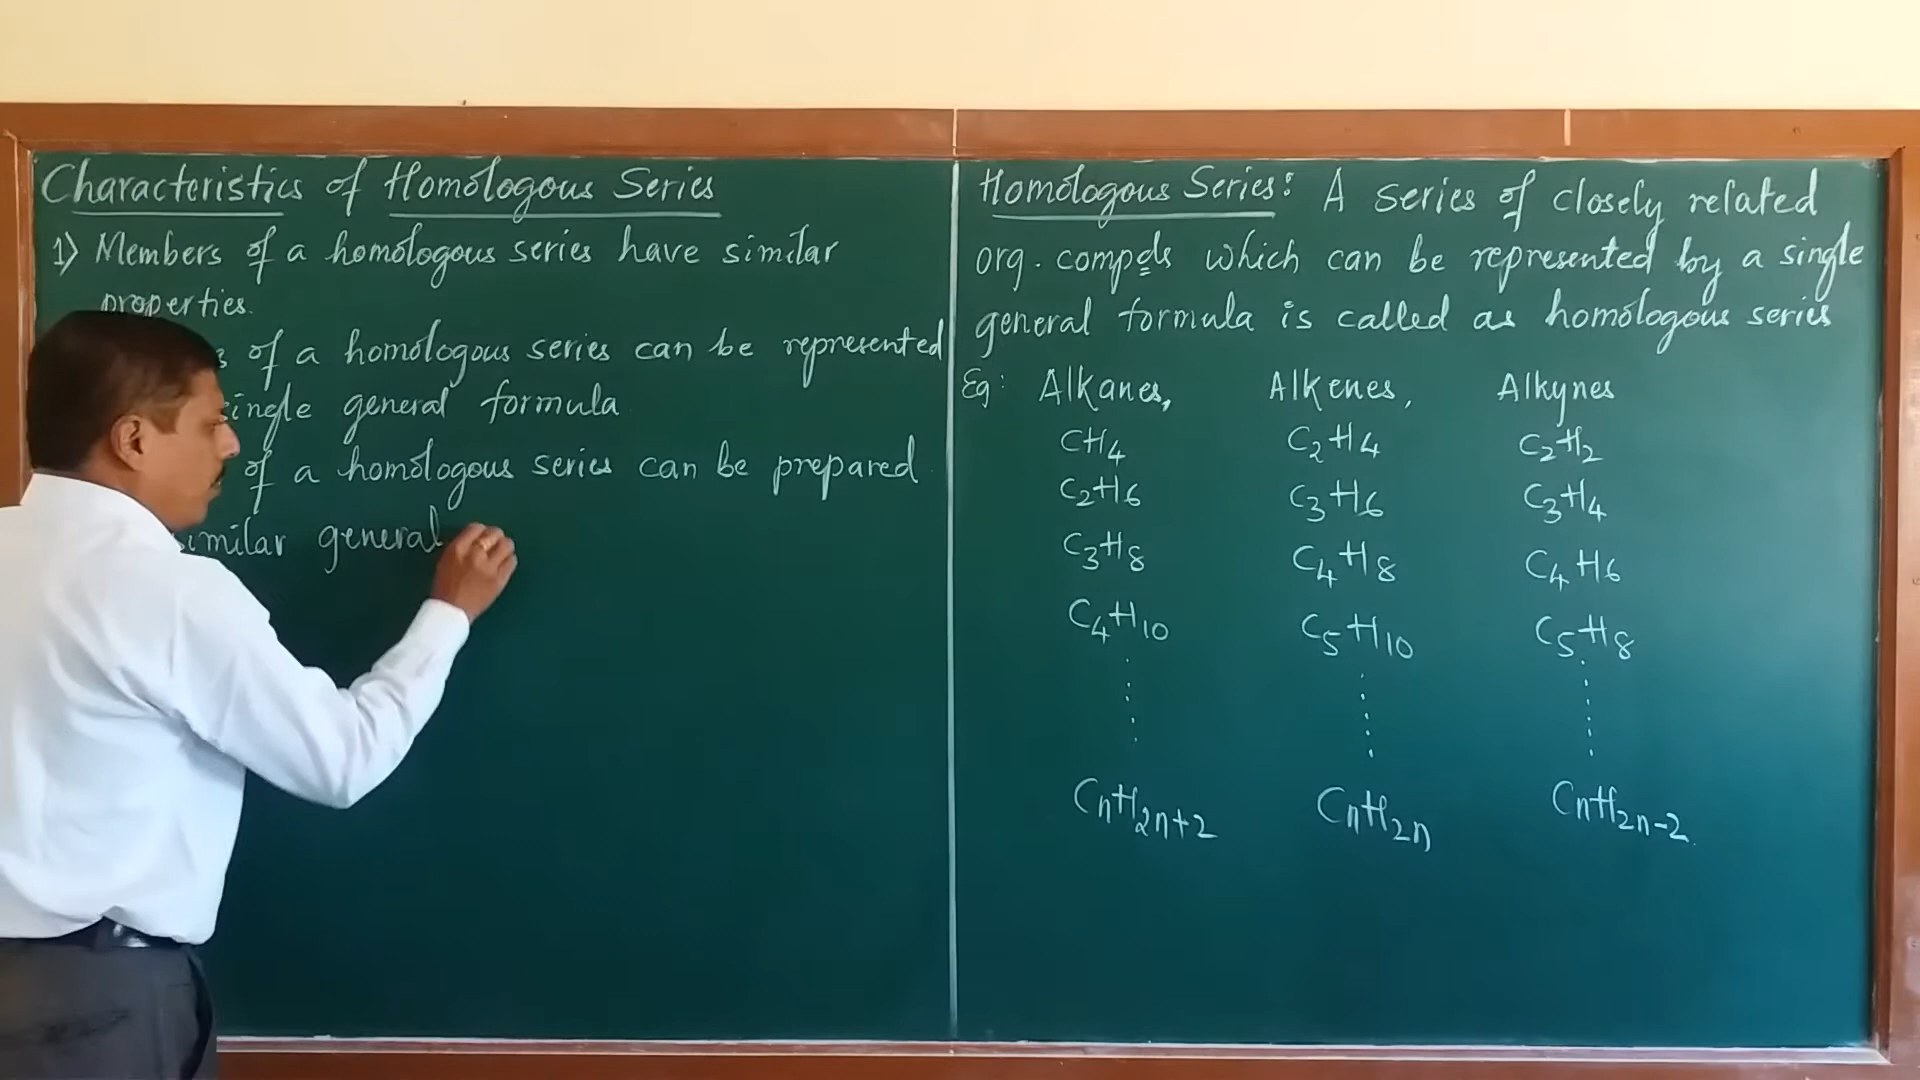 Characteristics of Homologous Series
1) Members of a homologous series have similar
properties.
of a homologous series can be represented
single general formula
of a homologous series can be prepared
similar general
Homologous Series: A series of closely related
org. compds which can be represented by a single
general formula is called as homologous series
Eg: Alkanes, Alkenes, Alkynes
CH4 C2H4 C2H2
C2H6 C3H6 C3H4
C3H8 C4H8 C4H6
C4H10 C5H10 C5H8
CnH2n+2 CnH2n CnH2n-2